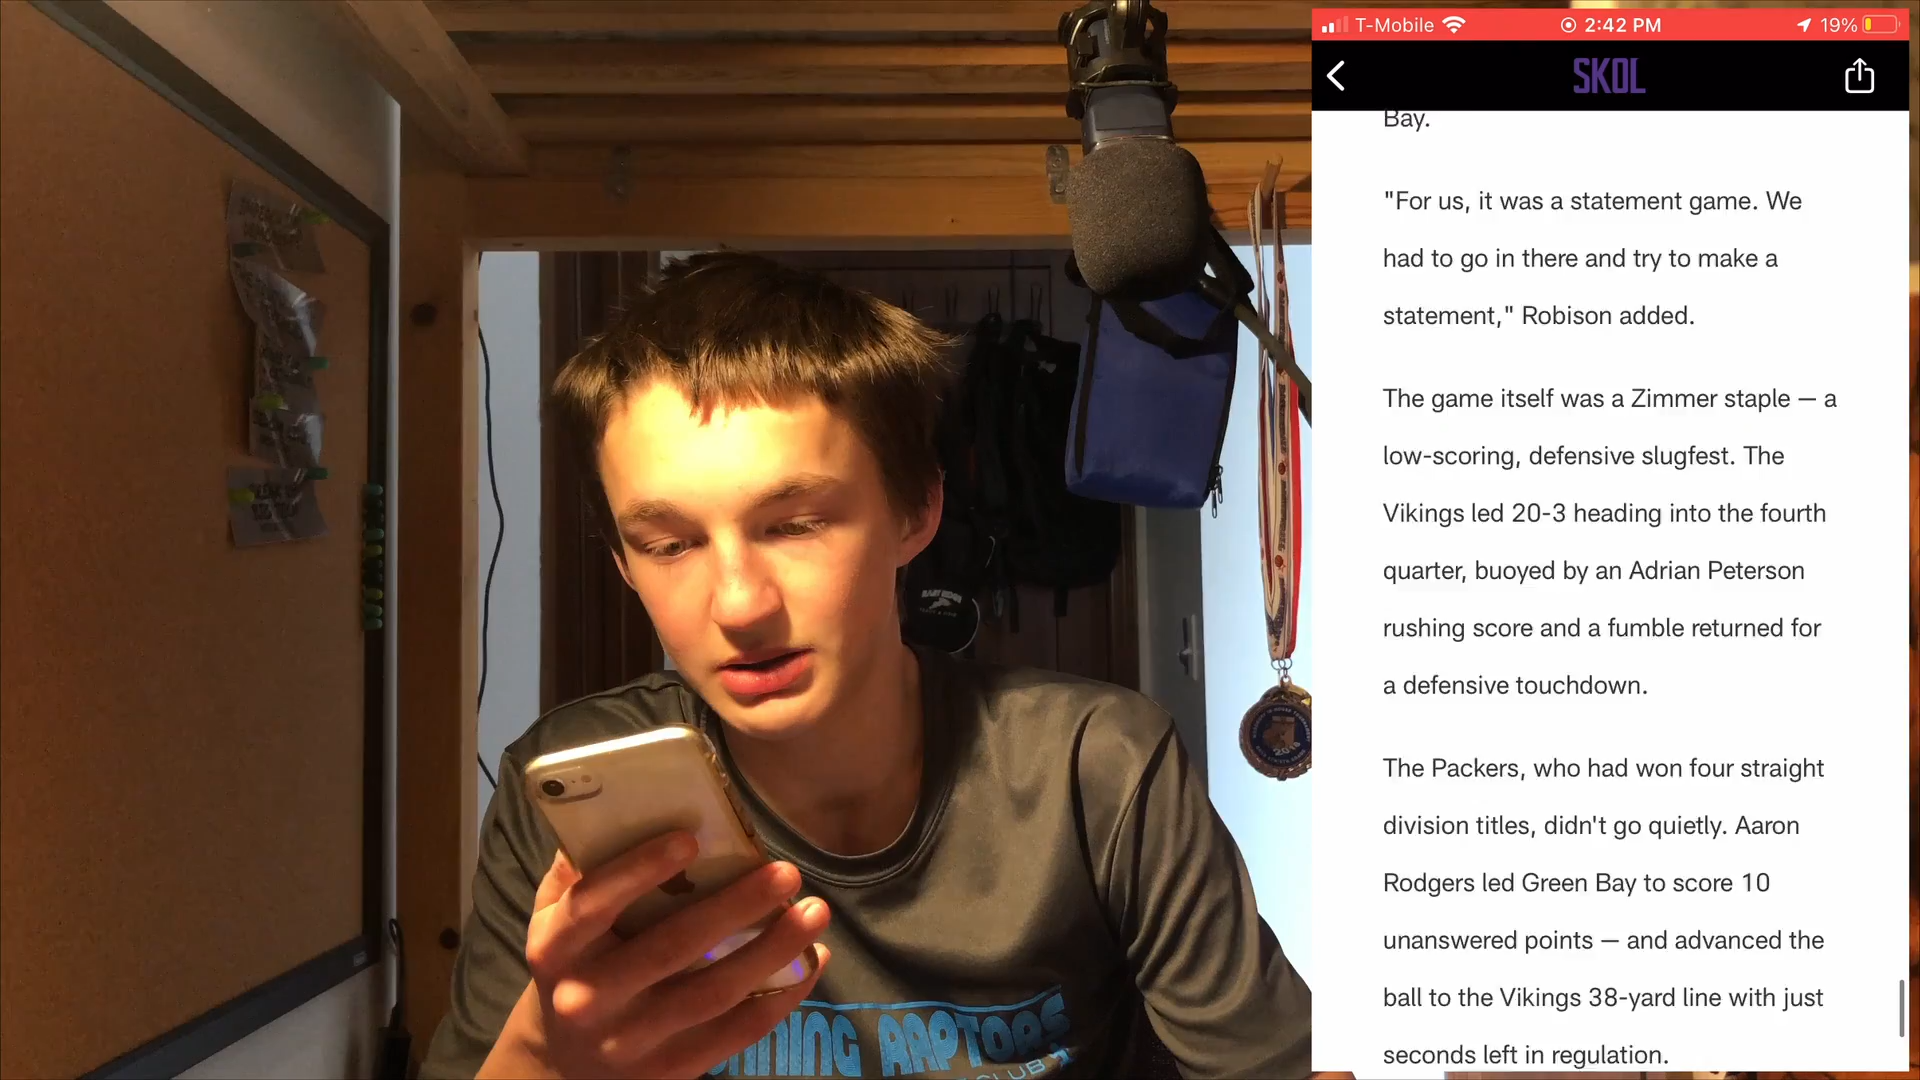 T-Mobile 2:42 PM 19%
SKOL
Bay.
"For us, it was a statement game. We
had to go in there and try to make a
statement," Robison added.
The game itself was a Zimmer staple — a
low-scoring, defensive slugfest. The
Vikings led 20-3 heading into the fourth
quarter, buoyed by an Adrian Peterson
rushing score and a fumble returned for
a defensive touchdown.
The Packers, who had won four straight
division titles, didn't go quietly. Aaron
Rodgers led Green Bay to score 10
unanswered points — and advanced the
ball to the Vikings 38-yard line with just
seconds left in regulation.
RAPTORS
CLUB